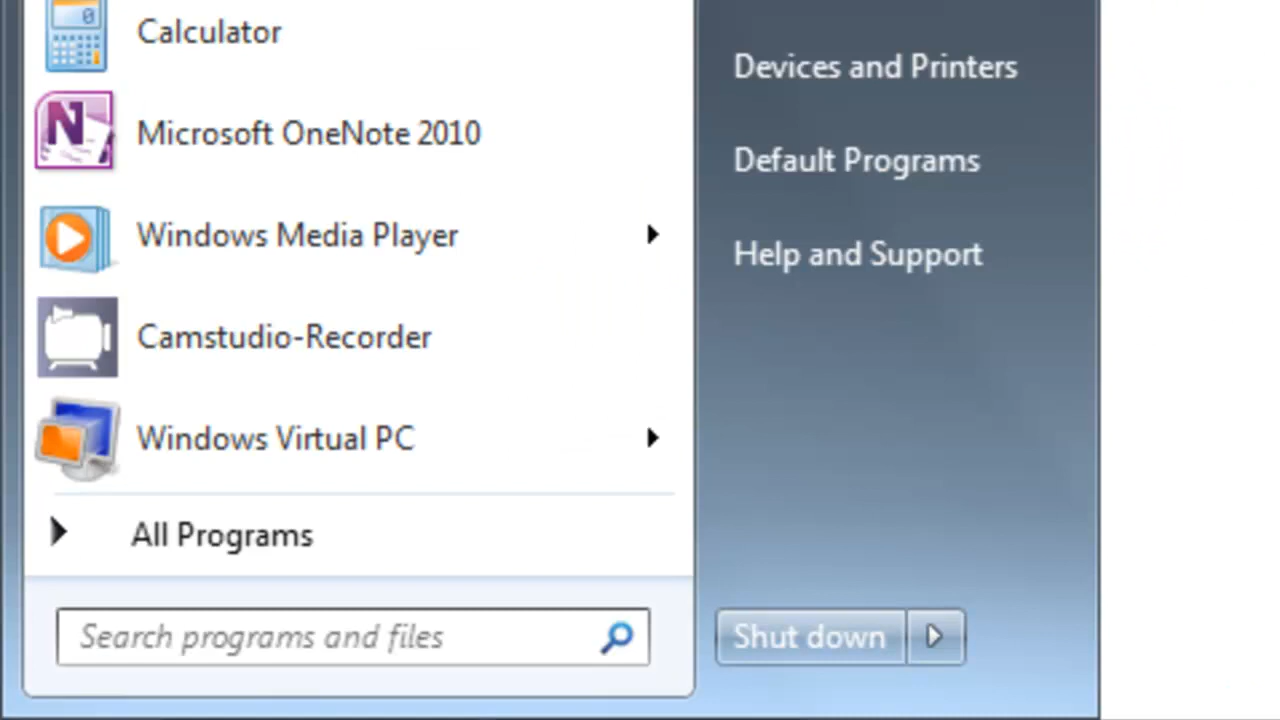 Calculator
Microsoft OneNote 2010
Windows Media Player
Camstudio-Recorder
Windows Virtual PC
All Programs
Search programs and files
Devices and Printers
Default Programs
Help and Support
Shut down